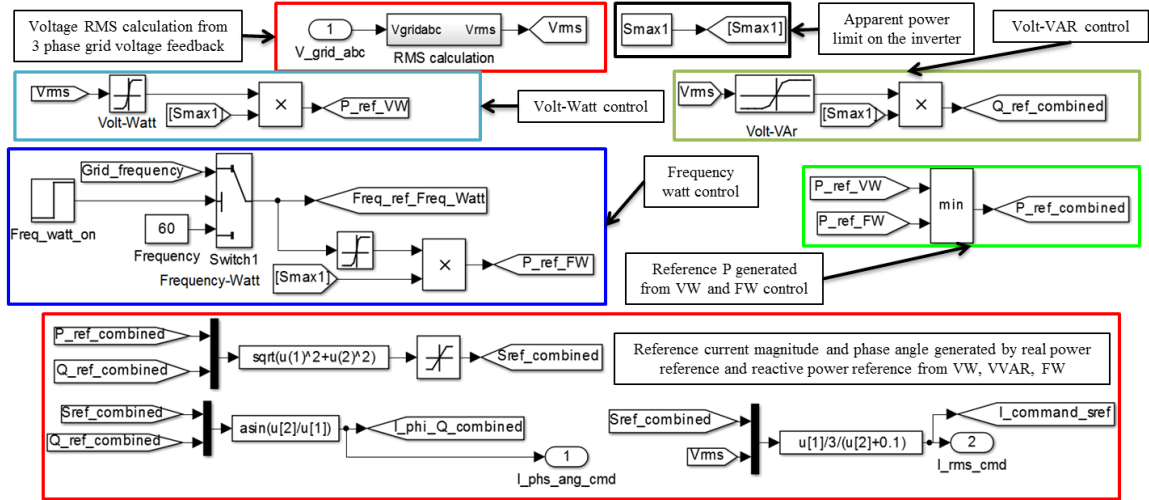 Voltage RMS calculation from
3 phase grid voltage feedback
1
V_grid_abc
Vgridabc Vrms
RMS calculation
Vrms
Smax1
[Smax1]
Apparent power
limit on the inverter
Volt-VAR
control
Vrms
Volt-Watt
[Smax1]
×
P_ref_VW
Volt-Watt control
Vrms
Volt-VAr
[Smax1]
×
Q_ref_combined
Grid_frequency
Freq_watt_on
60
Frequency
Switch1
Frequency-Watt
Freq_ref_Freq_Watt
[Smax1]
×
P_ref_FW
Frequency
watt control
P_ref_VW
P_ref_FW
min
P_ref_combined
Reference P generated
from VW and FW control
P_ref_combined
Q_ref_combined
sqrt(u(1)^2+u(2)^2)
Sref_combined
Reference current magnitude and phase angle generated by real power
reference and reactive power reference from VW, VVAR, FW
Sref_combined
Q_ref_combined
asin(u[2]/u[1])
I_phi_Q_combined
1
I_phs_ang_cmd
Sref_combined
Vrms
u[1]/3/(u[2]+0.1)
I_command_sref
2
I_rms_cmd